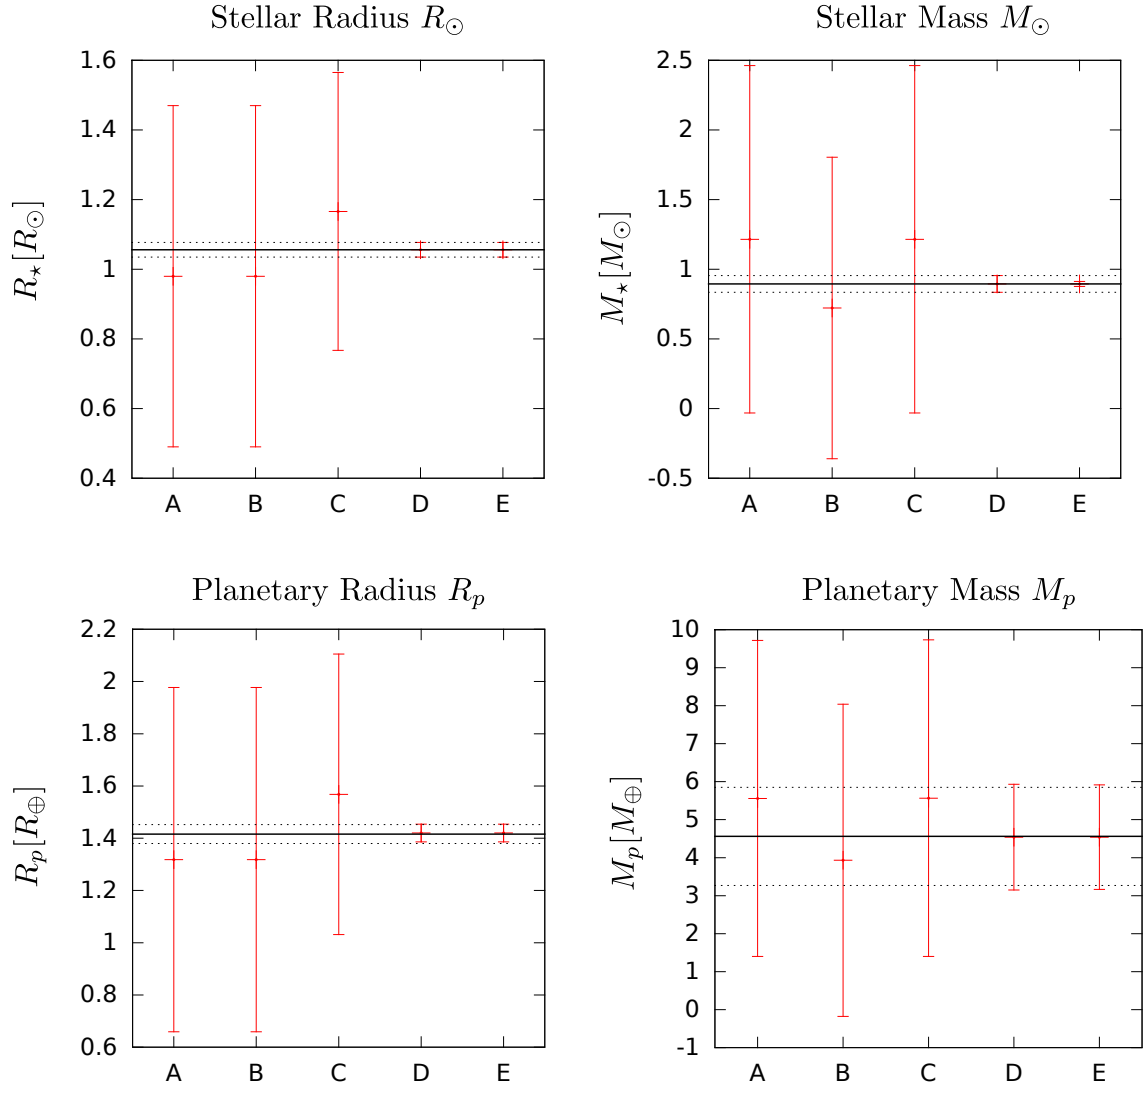 Stellar Radius R⊙
1.6
1.4
1.2
1
0.8
0.6
0.4
R⋆[R⊙]
A B C D E
Stellar Mass M⊙
2.5
2
1.5
1
0.5
0
-0.5
M⋆[M⊙]
A B C D E
Planetary Radius Rp
2.2
2
1.8
1.6
1.4
1.2
1
0.8
0.6
Rp[R⊕]
A B C D E
Planetary Mass Mp
10
9
8
7
6
5
4
3
2
1
0
-1
Mp[M⊕]
A B C D E